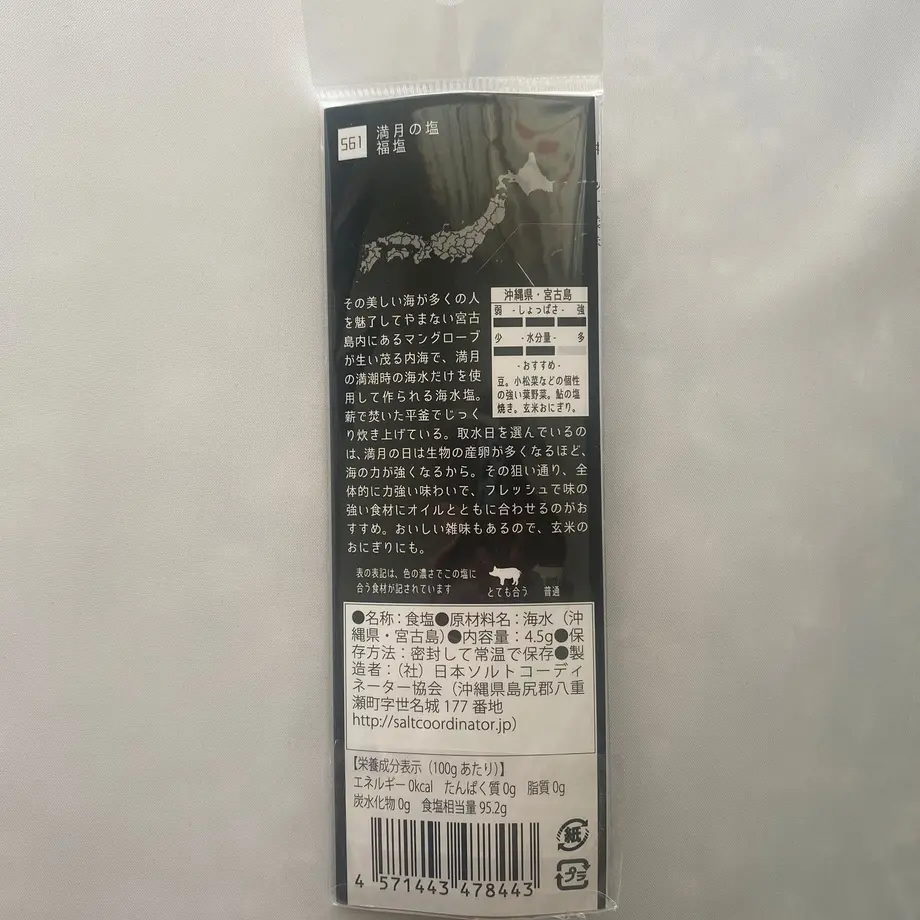 561
満月の塩
福塩
沖縄県・宮古島
弱 -しょっぱさ- 強
少 -水分量- 多
-おすすめ-
豆。小松菜などの個性
の強い葉野菜。鮎の塩
焼き。玄米おにぎり。
その美しい海が多くの人
を魅了してやまない宮古
島内にあるマングローブ
が生い茂る内海で、満月
の満潮時の海水だけを使
用して作られる海水塩。
薪で焚いた平釜でじっく
り炊き上げている。取水日を選んでいるの
は、満月の日は生物の産卵が多くなるほど、
海の力が強くなるから。その狙い通り、全
体的に力強い味わいで、フレッシュで味の
強い食材にオイルとともに合わせるのがお
すすめ。おいしい雑味もあるので、玄米の
おにぎりにも。
表の表記は、色の濃さでこの塩に
合う食材が記されています
とても合う 普通
●名称：食塩●原材料名：海水（沖
縄県・宮古島）●内容量：4.5g●保
存方法：密封して常温で保存●製
造者：（社）日本ソルトコーディ
ネーター協会（沖縄県島尻郡八重
瀬町字世名城 177 番地
http://saltcoordinator.jp）
【栄養成分表示（100g あたり）】
エネルギー 0kcal たんぱく質 0g 脂質 0g
炭水化物 0g 食塩相当量 95.2g
紙
プラ
4 571443 478443